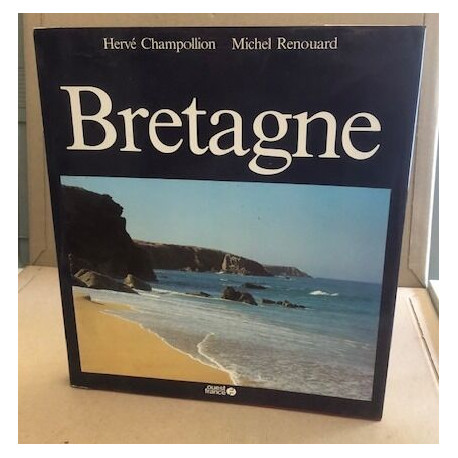 Hervé Champollion Michel Renouard
Bretagne
ouest
france